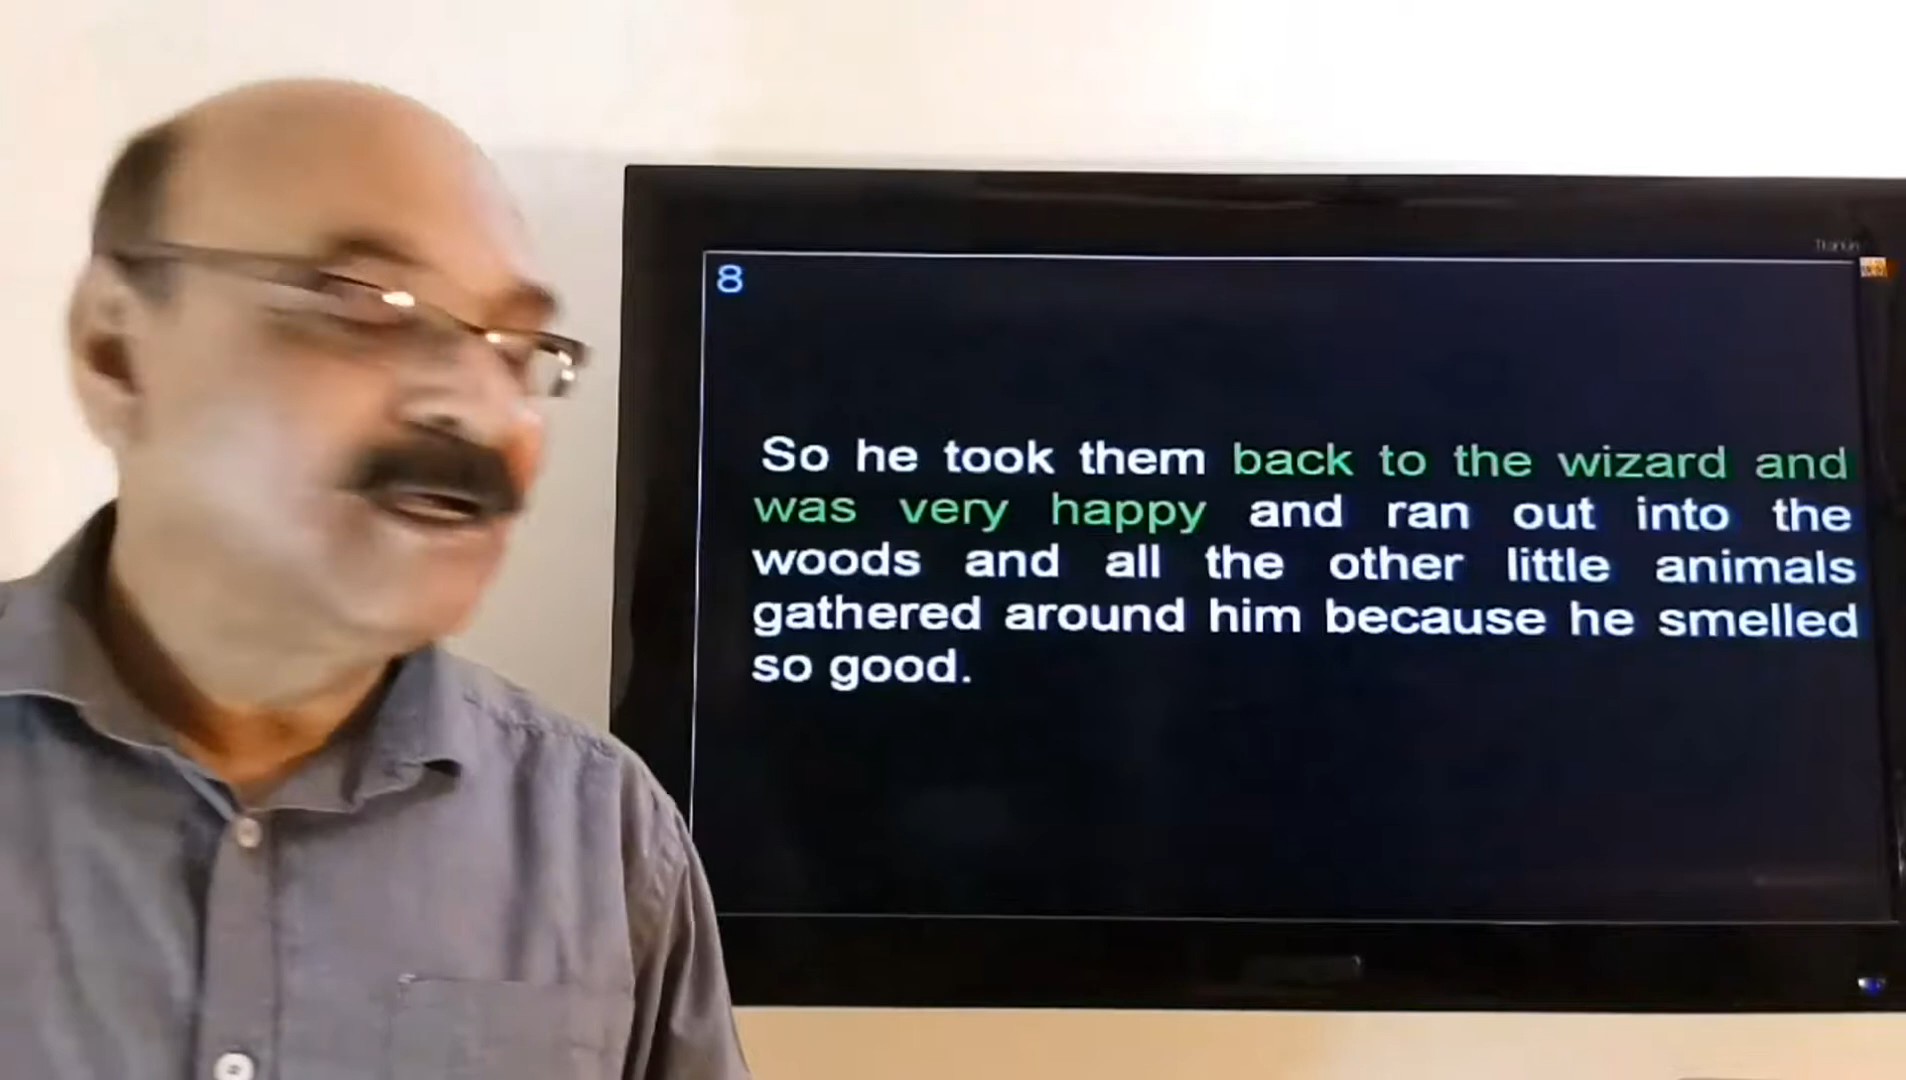 8
So he took them back to the wizard and
was very happy and ran out into the
woods and all the other little animals
gathered around him because he smelled
so good.